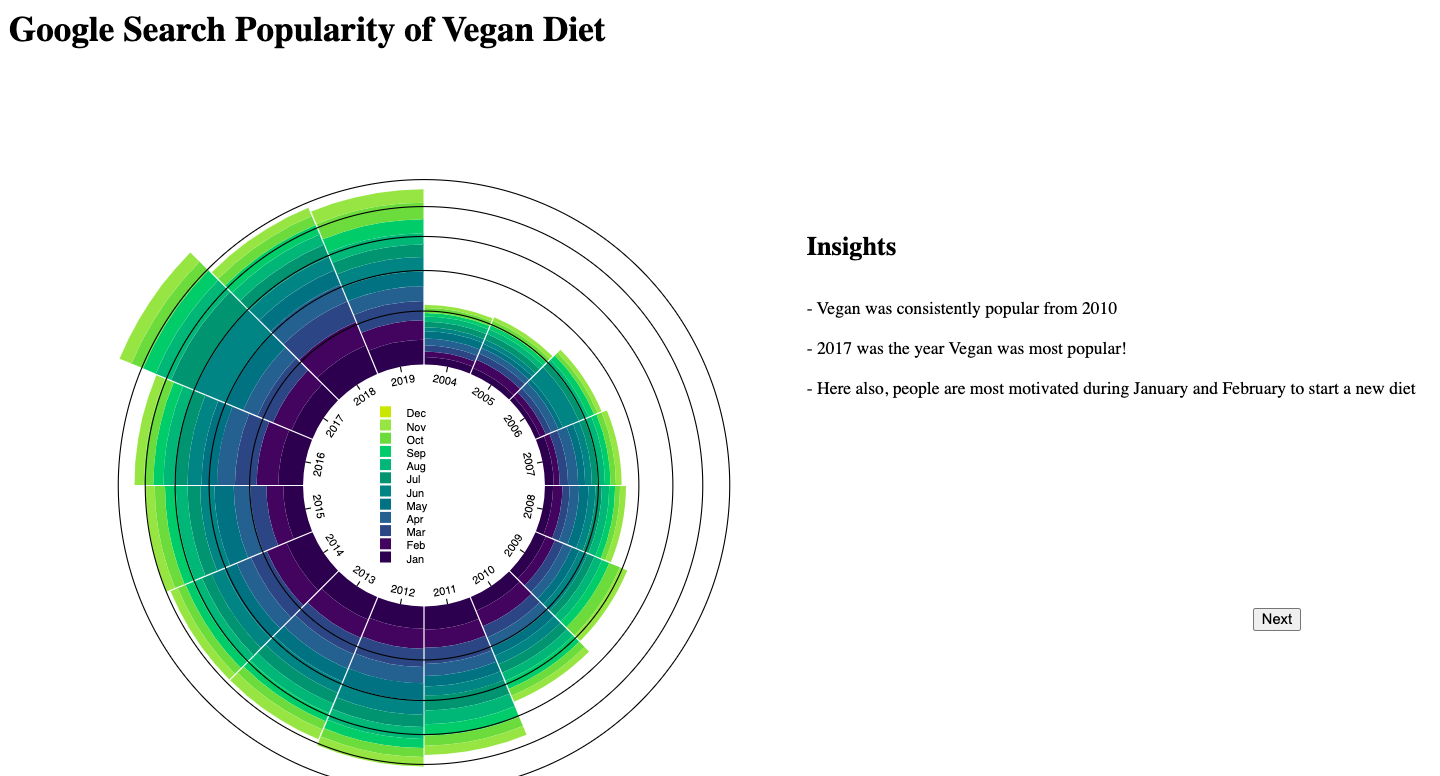 Google Search Popularity of Vegan Diet
Insights
- Vegan was consistently popular from 2010
- 2017 was the year Vegan was most popular!
- Here also, people are most motivated during January and February to start a new diet
Next
2004
2005
2006
2007
2008
2009
2010
2011
2012
2013
2014
2015
2016
2017
2018
2019
Dec
Nov
Oct
Sep
Aug
Jul
Jun
May
Apr
Mar
Feb
Jan